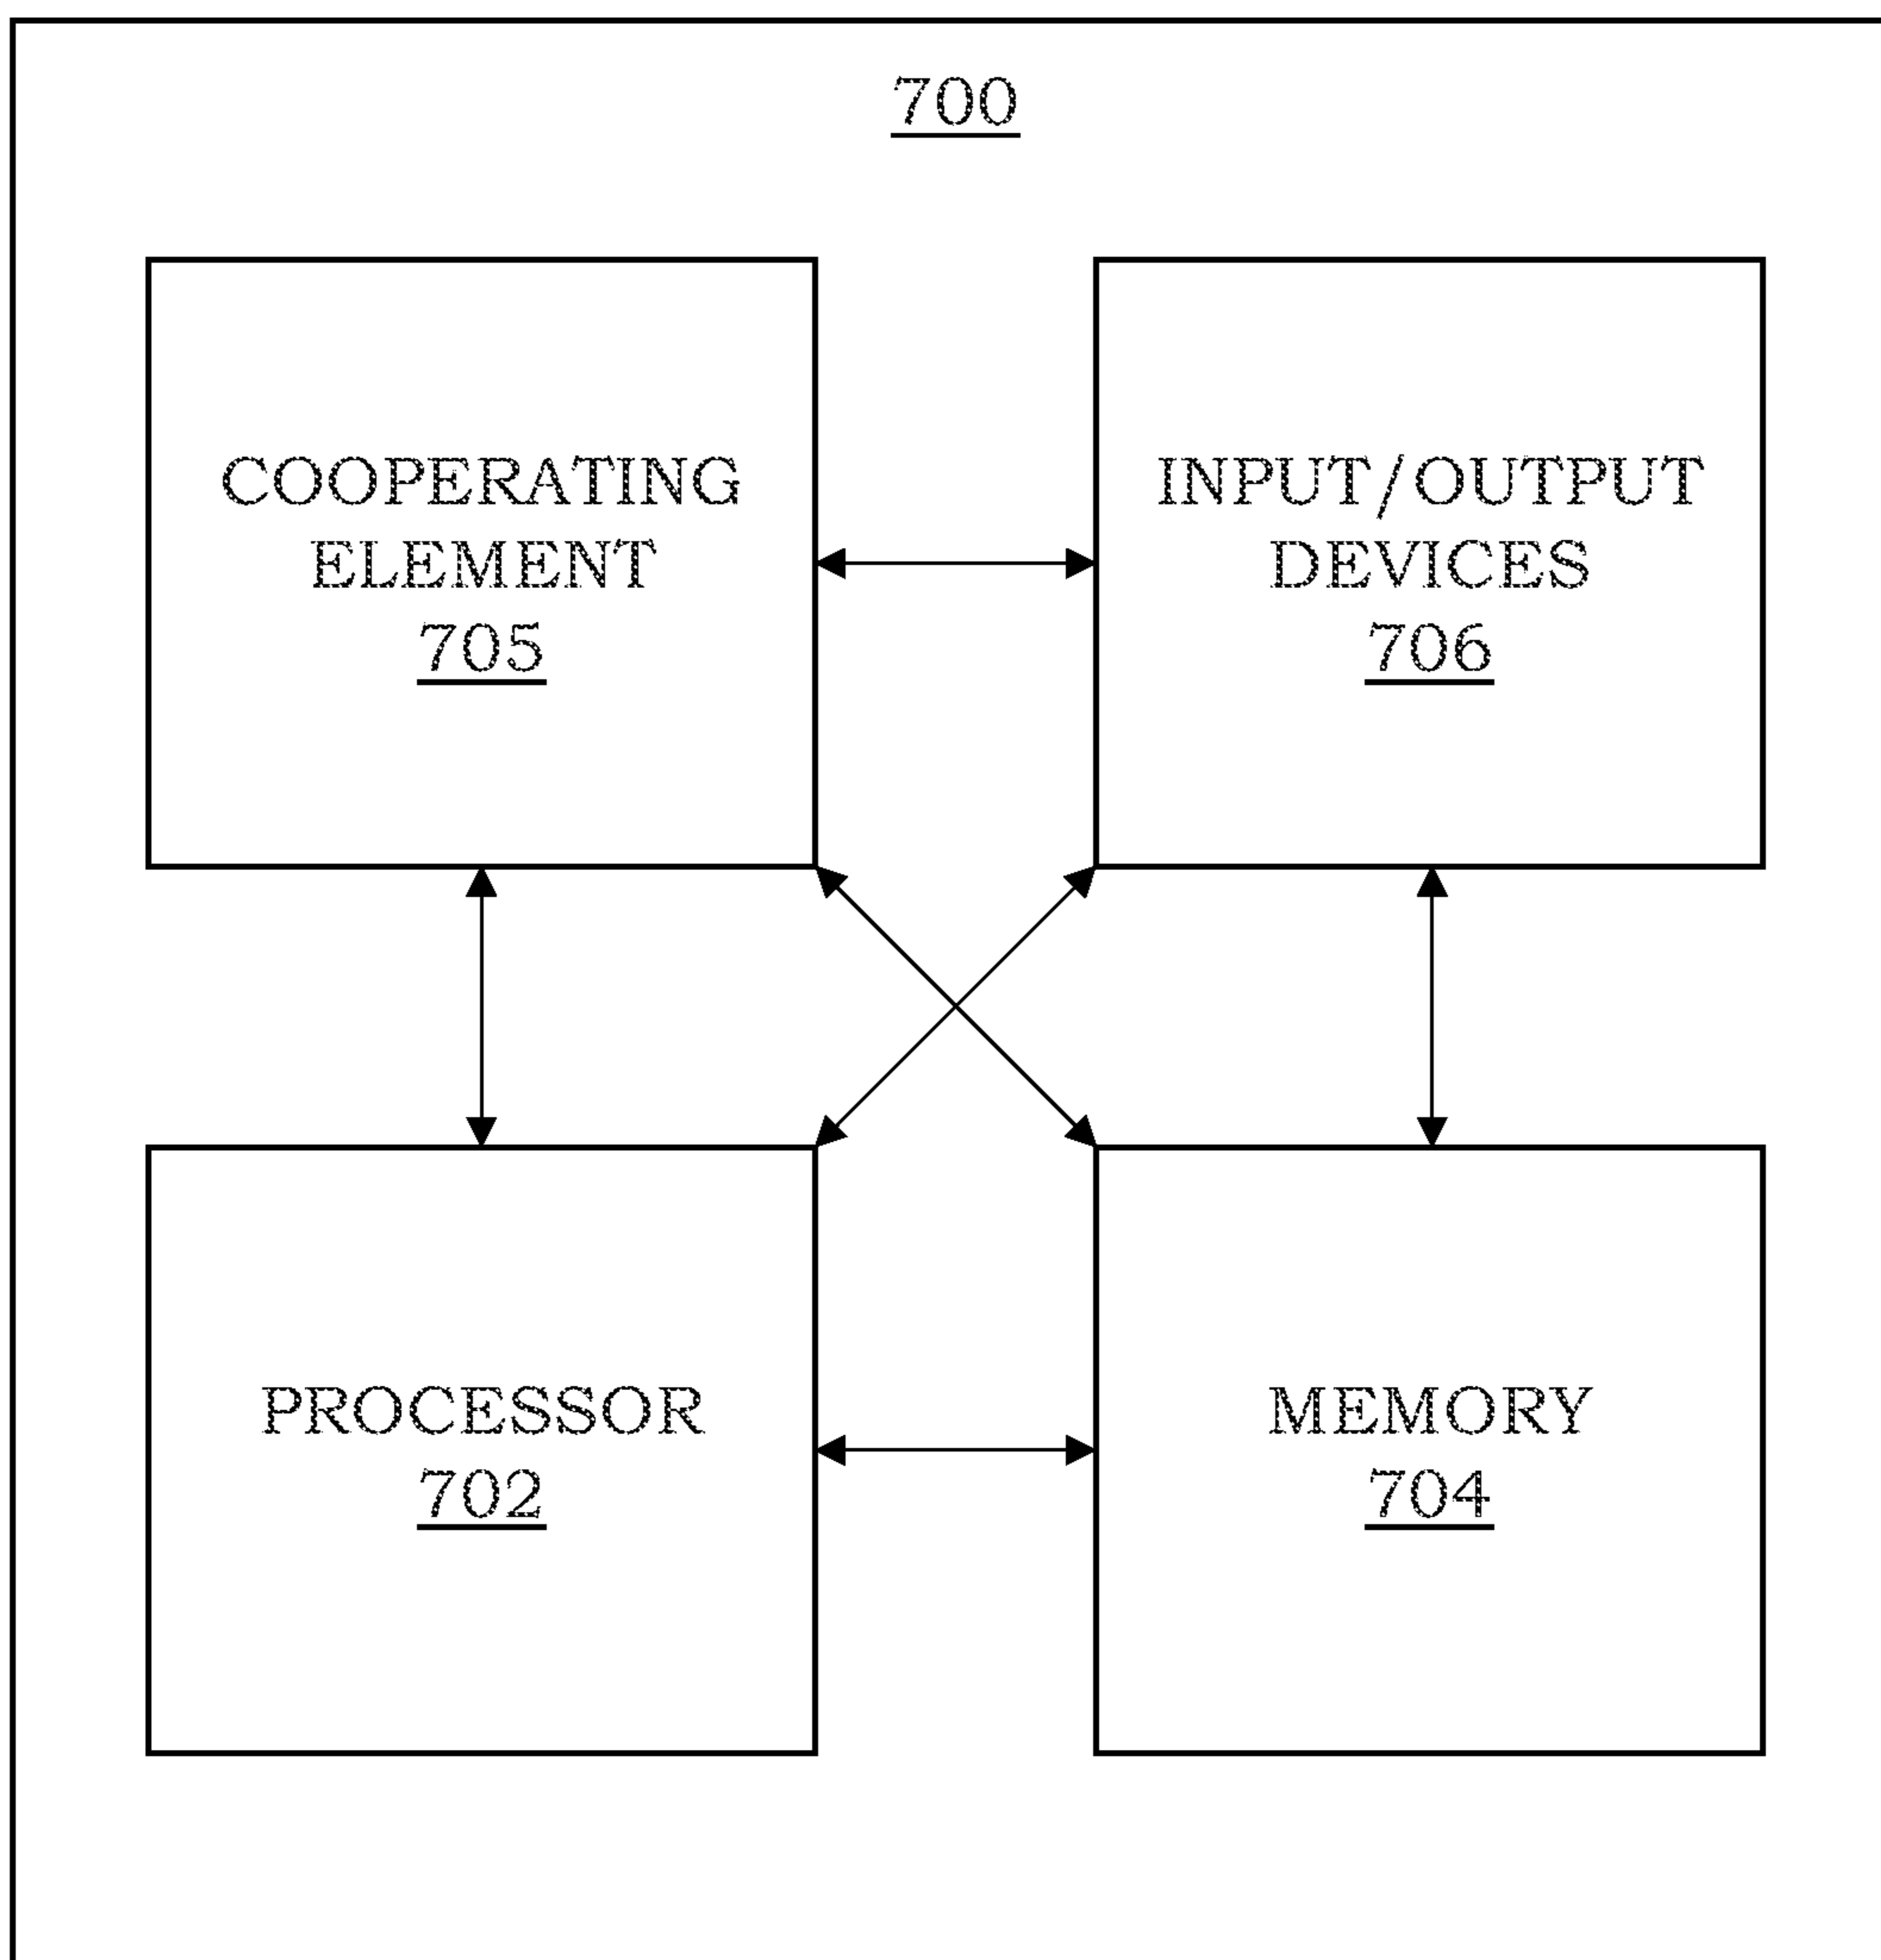 700
COOPERATING
ELEMENT
705
INPUT/OUTPUT
DEVICES
706
PROCESSOR
702
MEMORY
704